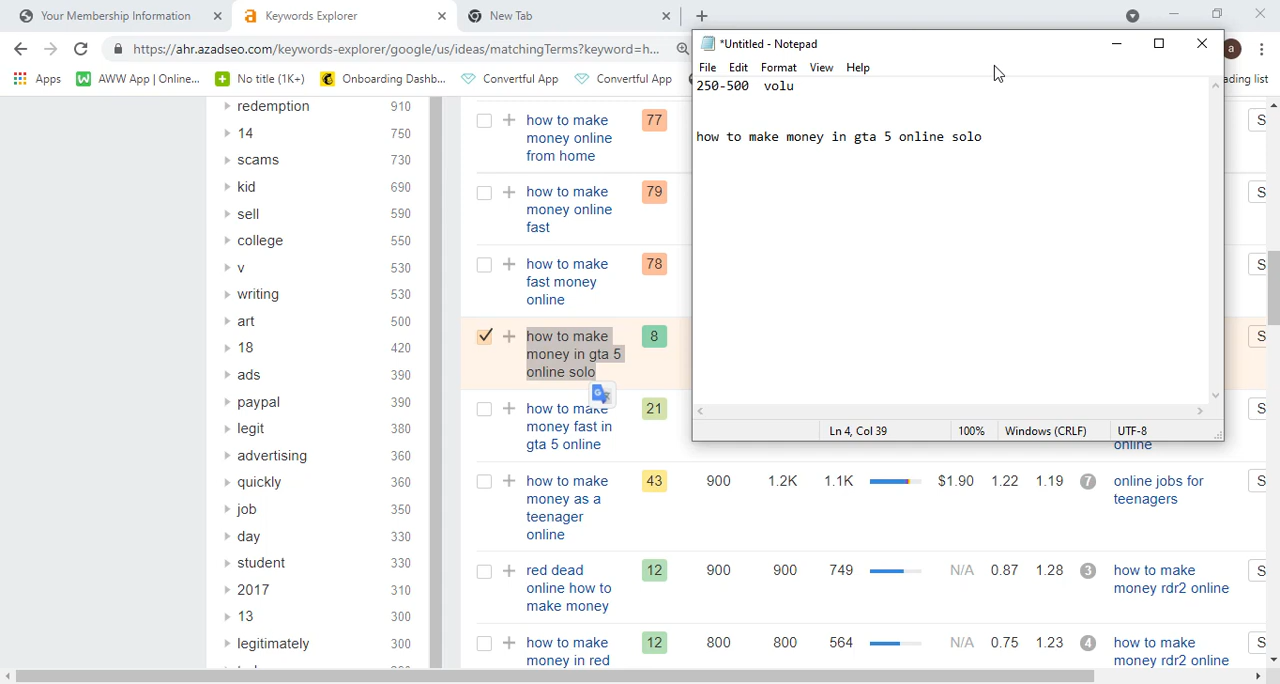 Your Membership Information
Keywords Explorer
New Tab
https://ahr.azadseo.com/keywords-explorer/google/us/ideas/matchingTerms?keyword=h...
a
Apps
AWW App | Online...
No title (1K+)
Onboarding Dashb...
Convertful App
Convertful App
ading list
*Untitled - Notepad
File Edit Format View Help
250-500 volu
how to make money in gta 5 online solo
Ln 4, Col 39
100%
Windows (CRLF)
UTF-8
redemption 910
14 750
scams 730
kid 690
sell 590
college 550
v 530
writing 530
art 500
18 420
ads 390
paypal 390
legit 380
advertising 360
quickly 360
job 350
day 330
student 330
2017 310
13 300
legitimately 300
how to make
money online
from home
77
S
how to make
money online
fast
79
S
how to make
fast money
online
78
S
how to make
money in gta 5
online solo
8
S
how to make
money fast in
gta 5 online
21
online
S
how to make
money as a
teenager
online
43 900 1.2K 1.1K $1.90 1.22 1.19 7
online jobs for
teenagers
S
red dead
online how to
make money
12 900 900 749 N/A 0.87 1.28 3
how to make
money rdr2 online
S
how to make
money in red
12 800 800 564 N/A 0.75 1.23 4
how to make
money rdr2 online
S